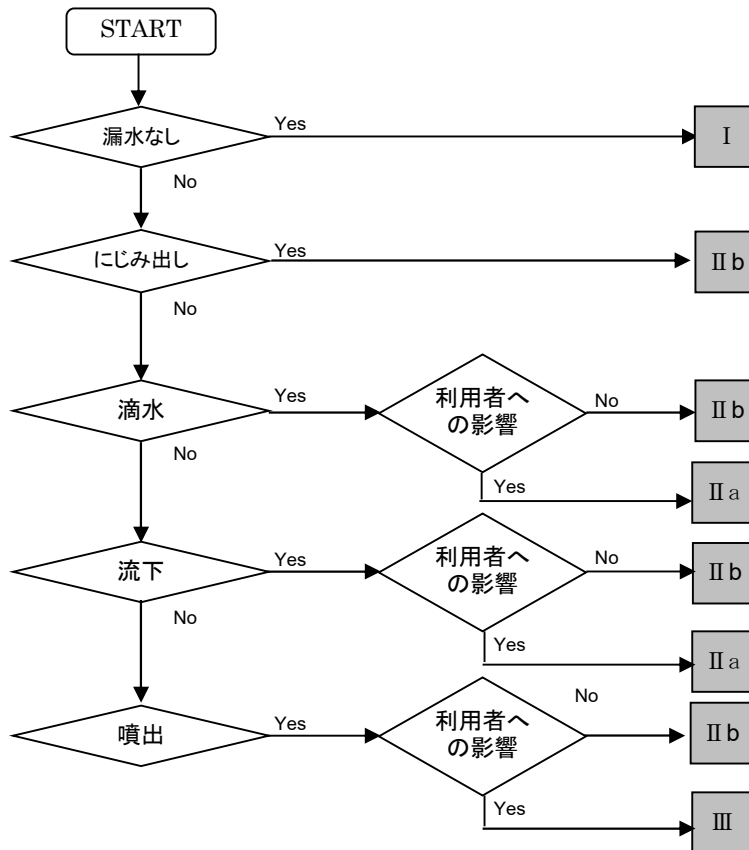 START
漏水なし
Yes
Ⅰ
No
にじみ出し
Yes
Ⅱb
No
滴水
Yes
利用者へ
の影響
No
Ⅱb
Yes
Ⅱa
No
流下
Yes
利用者へ
の影響
No
Ⅱb
Yes
Ⅱa
No
噴出
Yes
利用者へ
の影響
No
Ⅱb
Yes
Ⅲ